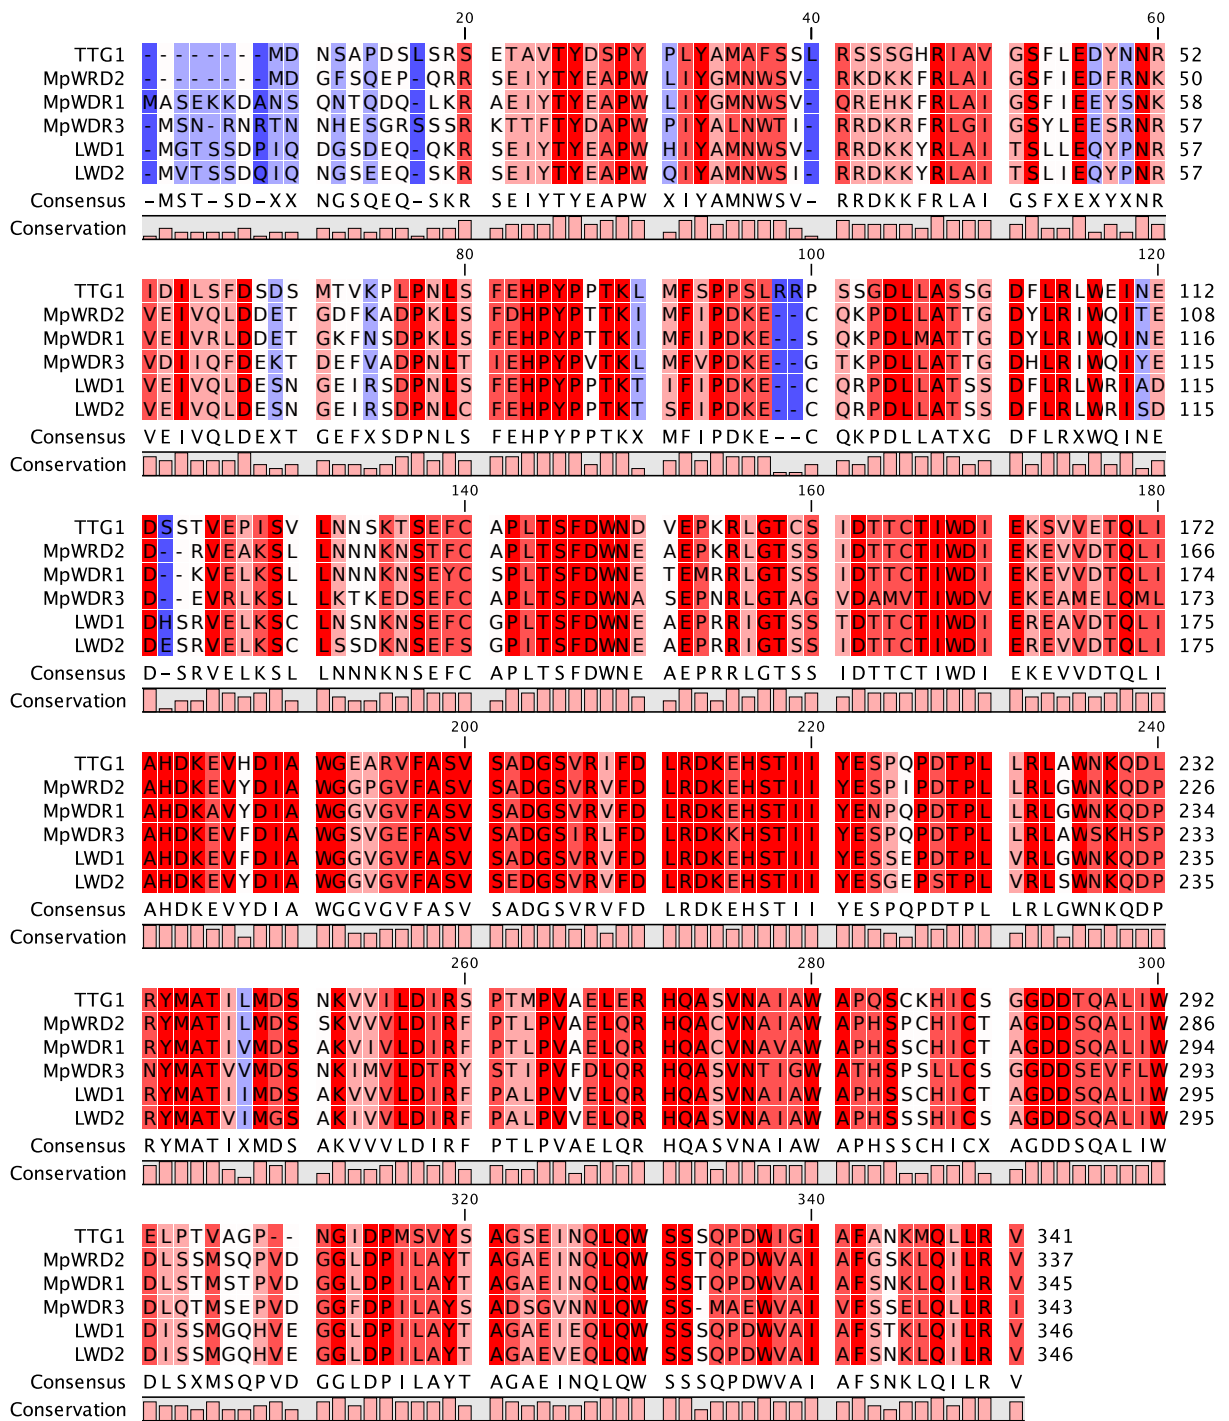 20 40 60
TTG1 - - - - - - - - MD NSAPDSLSRS ETAVTYDSPY PLYAMAFSSL RSSSGHRIAV GSFLEDYNNR 52
MpWRD2 - - - - - - - - MD GFSQEP-QRR SEIYTYEAPW LIYAMNWSV- RKDKKFRLAI GSFIEDFRNK 50
MpWDR1 MASEKKDANS QNTQDQ-LKR AEIYTYEAPW LIYGMNWSV- QREHKFRLAI GSFIEEYSNK 58
MpWDR3 -MSN-RNRTN NHESGRSSSR KTTFTYDAPW PIYALNWTI- RRDKRFRLGI GSYLEESRNR 57
LWD1 -MGTSSDPIQ DGSDEQ-QKR SEIYTYEAPW HIYAMNWSV- RRDKKYRLAI TSLLEQYPNR 57
LWD2 -MVTSSDQIQ NGSEEQ-SKR SEIYTYEAPW QIYAMNWSI- RRDKKYRLAI TSLIEQYPNR 57
Consensus -MST-SD-XX NGSQEQ-SKR SEIYTYEAPW XIYAMNWSV- RRDKKFRLAI GSFXEXYXNR
Conservation
80 100 120
TTG1 IDILSFDSDS MTVKPLPNLS FEHPYPPTKL MFSPPSLRRP SSGDLLASSG DFLRLWEINE 112
MpWRD2 VEIVQLDDET GDFKADPKLS FDHPYPTTKI MFIPDKE--C QKPDLLATTG DYLRIWQITE 108
MpWDR1 VEIVRLDDET GKFNSDPKLS FEHPYPTTKI MFIPDKE--S QKPDLMATTG DYLRIWQINE 116
MpWDR3 VDIIQFDEKT DEFVADPNLT IEHPYPVTKL MFVPDKE--G TKPDLLATTG DHLRIWQIYE 115
LWD1 VEIVQLDESN GEIRSDPNLS FEHPYPPTKT IFIPDKE--C QRPDLLATSS DFLRLWRIAD 115
LWD2 VEIVQLDESN GEIRSDPNLC FEHPYPPTKT SFIPDKE--C QRPDLLATSS DFLRLWRISD 115
Consensus VEIVQLDEXT GEFXSDPNLS FEHPYPPTKX MFIPDKE--C QKPDLLATXG DFLRXWQINE
Conservation
140 160 180
TTG1 DSSTVEPISV LNNSKTSEFC APLTSFDWND VEPKRLGTCS IDTTCTIWDI EKSVVETQLI 172
MpWRD2 D--RVEAKSL LNNNKNSTFC APLTSFDWNE AEPKRLGTSS IDTTCTIWDI EKEVVDTQLI 166
MpWDR1 D--KVELKSL LNNNKNSEYC SPLTSFDWNE TEMRRLGTSS IDTTCTIWDI EKEVVDTQLI 174
MpWDR3 D-EVRLKSL LKTKEDSEFC APLTSFDWNA SEPNRLGTAG VDAMVTIWDV EKEAMELQML 173
LWD1 DHSRVELKSC LNSNKNSEFC GPLTSFDWNE AEPRRIGTSS TDTTCTIWDI EREAVDTQLI 175
LWD2 DESRVELKSC LSSDKNSEFS GPITSFDWNE AEPRRIGTSS IDTTCTIWDI EREVVDTQLI 175
Consensus D-SRVELKSL LNNNKNSEFC APLTSFDWNE AEPRRLGTSS IDTTCTIWDI EKEVVDTQLI
Conservation
200 220 240
TTG1 AHDKEVHDIA WGEARVFASV SADGSVRIFD LRDKEHSTII YESPQPDTPL LRLAWNKQDL 232
MpWRD2 AHDKEVYDIA WGGPGVFASV SADGSVRVFD LRDKEHSTII YESPIPDTPL LRLGWNKQDP 226
MpWDR1 AHDKAVYDIA WGGVGVFASV SADGSVRVFD LRDKEHSTII YENPQPDTPL LRLGWNKQDP 234
MpWDR3 AHDKEVFDIA WGSVGEFASV SADGSIRLFD LRDKKHSTII YESPQPDTPL LRLAWSKHSP 233
LWD1 AHDKEVFDIA WGGVGVFASV SADGSVRVFD LRDKEHSTII YESSEPDTPL VRLGWNKQDP 235
LWD2 AHDKEVYDIA WGGVGVFASV SEDGSVRVFD LRDKEHSTII YESGEPSTPL VRLSWNKQDP 235
Consensus AHDKEVYDIA WGGVGVFASV SADGSVRVFD LRDKEHSTII YESPQPDTPL LRLGWNKQDP
Conservation
260 280 300
TTG1 RYMATILMDS NKVVILDIRS PTMPVAELER HQASVNAIAW APQSCKHICS GGDDTQALIW 292
MpWRD2 RYMATILMDS SKVVVLDIRF PTLPVAELQR HQACVNAIAW APHSPCHICT AGDDSQALIW 286
MpWDR1 RYMATIVMDS AKVIVLDIRF PTLPVAELQR HQACVNAVAW APHSSCHICT AGDDSQALIW 294
MpWDR3 NYMATVVMDS NKIMVLDTRY STIPVFDLQR HQASVNTIGW ATHSPSLLCS GGDDSEVFLW 293
LWD1 RYMATIIMDS AKVVVLDIRF PALPVVELQR HQASVNAIAW APHSSCHICT AGDDSQALIW 295
LWD2 RYMATVIMGS AKIVVLDIRF PALPVVELQR HQASVNAIAW APHSSCHICS AGDDSQALIW 295
Consensus RYMATIXMDS AKVVVLDIRF PTLPVAELQR HQASVNAIAW APHSSCHICX AGDDSQALIW
Conservation
320 340
TTG1 ELPTVAGP-- NGIDPMSVYS AGSEINQLQW SSSQPDWIGI AFANKMQLLR V 341
MpWRD2 DLSSMSQPVD GGLDPILAYT AGAEINQLQW SSTQPDWVAI AFGSKLQILR V 337
MpWDR1 DLSTMSTPVD GGLDPILAYT AGAEINQLQW SSTQPDWVAI AFSNKLQILR V 345
MpWDR3 DLQTMSEPVD GGFDPILAYS ADSGVNNLQW SS-MAEWVAI VFSSELQLLR I 343
LWD1 DISSMGQHVE GGLDPILAYT AGAEIEQLQW SSSQPDWVAI AFSTKLQILR V 346
LWD2 DISSMGQHVE GGLDPILAYT AGAEVEQLQW SSSQPDWVAI AFSNKLQILR V 346
Consensus DLSXMSQPVD GGLDPILAYT AGAEINQLQW SSSQPDWVAI AFSNKLQILR V
Conservation